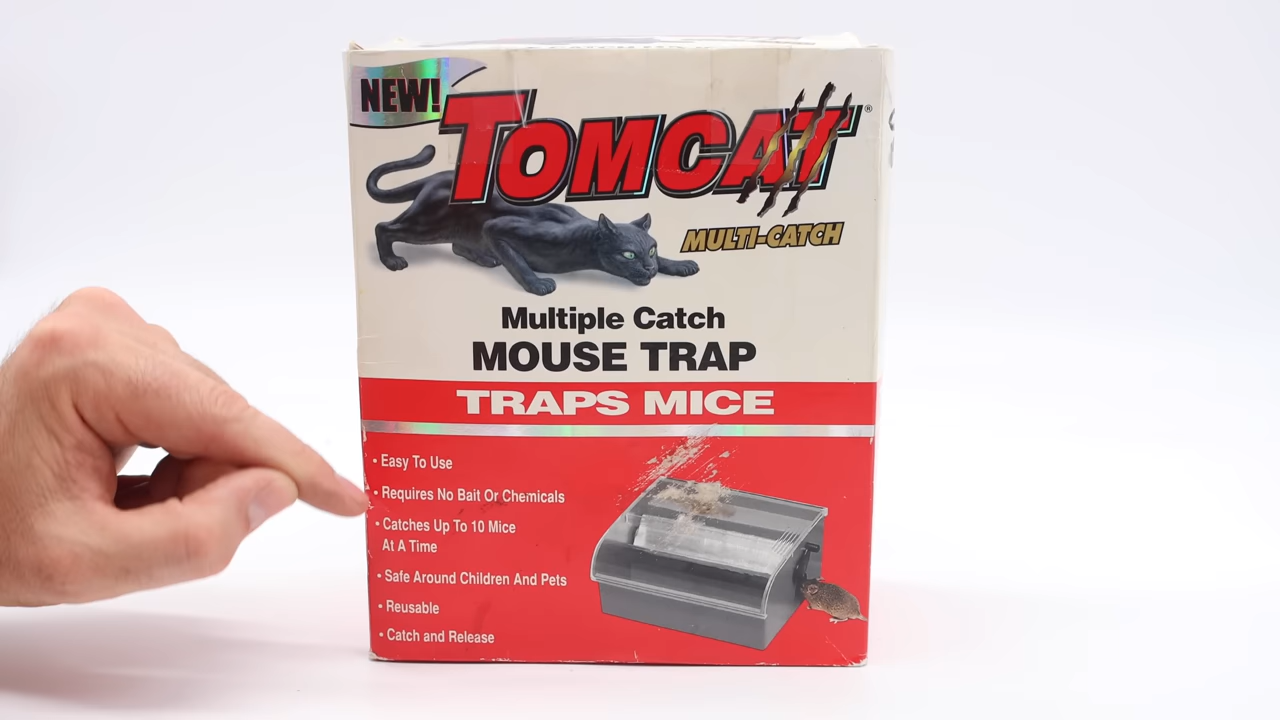 NEW!
TOMCAT®
MULTI-CATCH
Multiple Catch
MOUSE TRAP
TRAPS MICE
• Easy To Use
• Requires No Bait Or Chemicals
• Catches Up To 10 Mice
At A Time
• Safe Around Children And Pets
• Reusable
• Catch and Release